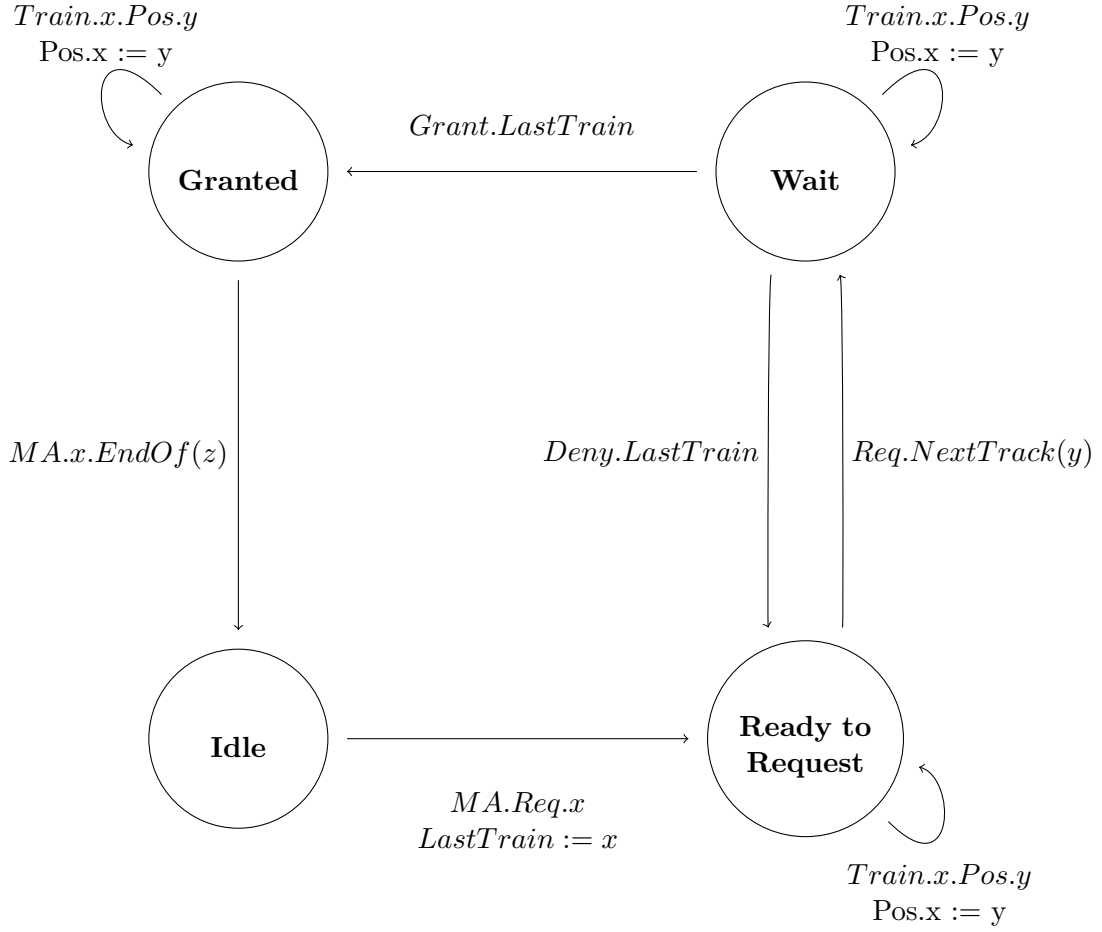 Train.x.Pos.y
Pos.x := y
Train.x.Pos.y
Pos.x := y
Grant.LastTrain
Granted
Wait
MA.x.EndOf(z)
Deny.LastTrain
Req.NextTrack(y)
Idle
Ready to
Request
MA.Req.x
LastTrain := x
Train.x.Pos.y
Pos.x := y